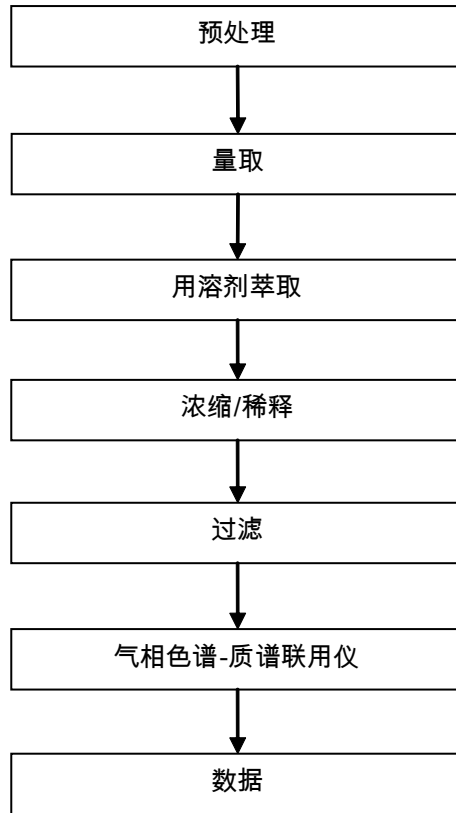 预处理
量取
用溶剂萃取
浓缩/稀释
过滤
气相色谱-质谱联用仪
数据